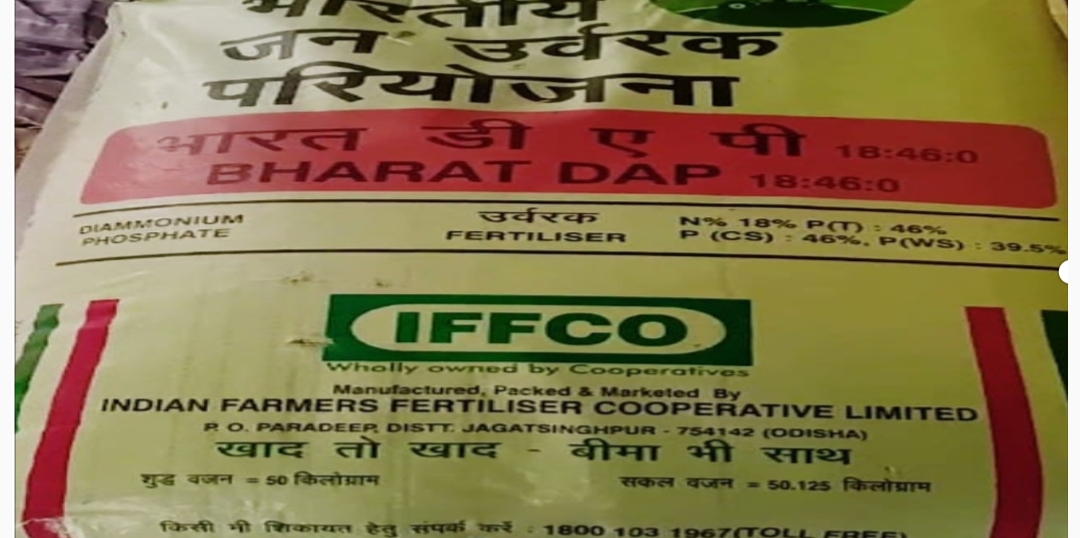 भारतीय
जन उर्वरक
परियोजना
भारत डी ए पी 18:46:0
BHARAT DAP 18:46:0
DIAMMONIUM
PHOSPHATE
उर्वरक
FERTILISER
N% 18% P(T) : 46%
P (CS) : 46%, P(WS) : 39.5%
IFFCO
Wholly owned by Cooperatives
Manufactured, Packed & Marketed By
INDIAN FARMERS FERTILISER COOPERATIVE LIMITED
P. O. PARADEEP, DISTT. JAGATSINGHPUR - 754142 (ODISHA)
खाद तो खाद - बीमा भी साथ
शुद्ध वजन = 50 किलोग्राम
सकल वजन = 50.125 किलोग्राम
किसी भी शिकायत हेतु संपर्क करें : 1800 103 1967(TOLL FREE)